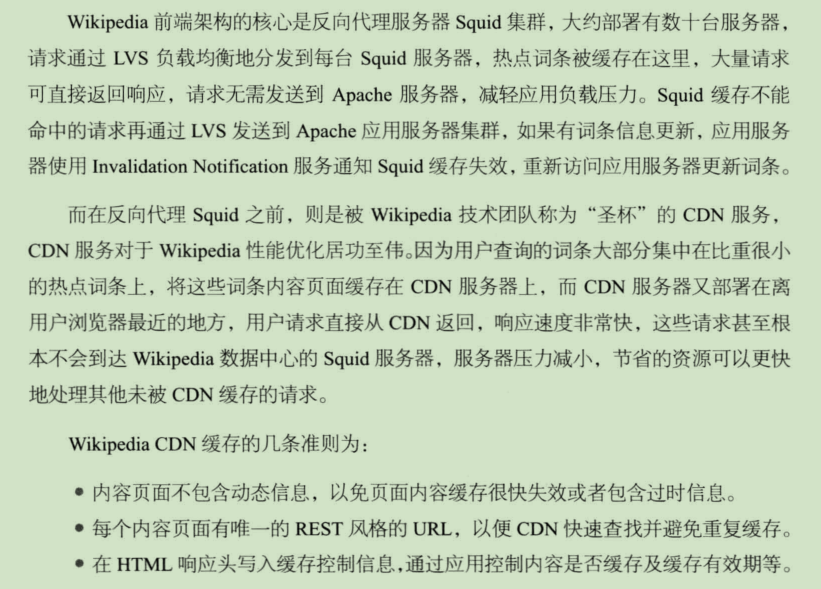 Wikipedia 前端架构的核心是反向代理服务器 Squid 集群，大约部署有数十台服务器，
请求通过 LVS 负载均衡地分发到每台 Squid 服务器，热点词条被缓存在这里，大量请求
可直接返回响应，请求无需发送到 Apache 服务器，减轻应用负载压力。Squid 缓存不能
命中的请求再通过 LVS 发送到 Apache 应用服务器集群，如果有词条信息更新，应用服务
器使用 Invalidation Notification 服务通知 Squid 缓存失效，重新访问应用服务器更新词条。
而在反向代理 Squid 之前，则是被 Wikipedia 技术团队称为“圣杯”的 CDN 服务，
CDN 服务对于 Wikipedia 性能优化居功至伟。因为用户查询的词条大部分集中在比重很小
的热点词条上，将这些词条内容页面缓存在 CDN 服务器上，而 CDN 服务器又部署在离
用户浏览器最近的地方，用户请求直接从 CDN 返回，响应速度非常快，这些请求甚至根
本不会到达 Wikipedia 数据中心的 Squid 服务器，服务器压力减小，节省的资源可以更快
地处理其他未被 CDN 缓存的请求。
Wikipedia CDN 缓存的几条准则为：
● 内容页面不包含动态信息，以免页面内容缓存很快失效或者包含过时信息。
● 每个内容页面有唯一的 REST 风格的 URL，以便 CDN 快速查找并避免重复缓存。
● 在 HTML 响应头写入缓存控制信息，通过应用控制内容是否缓存及缓存有效期等。